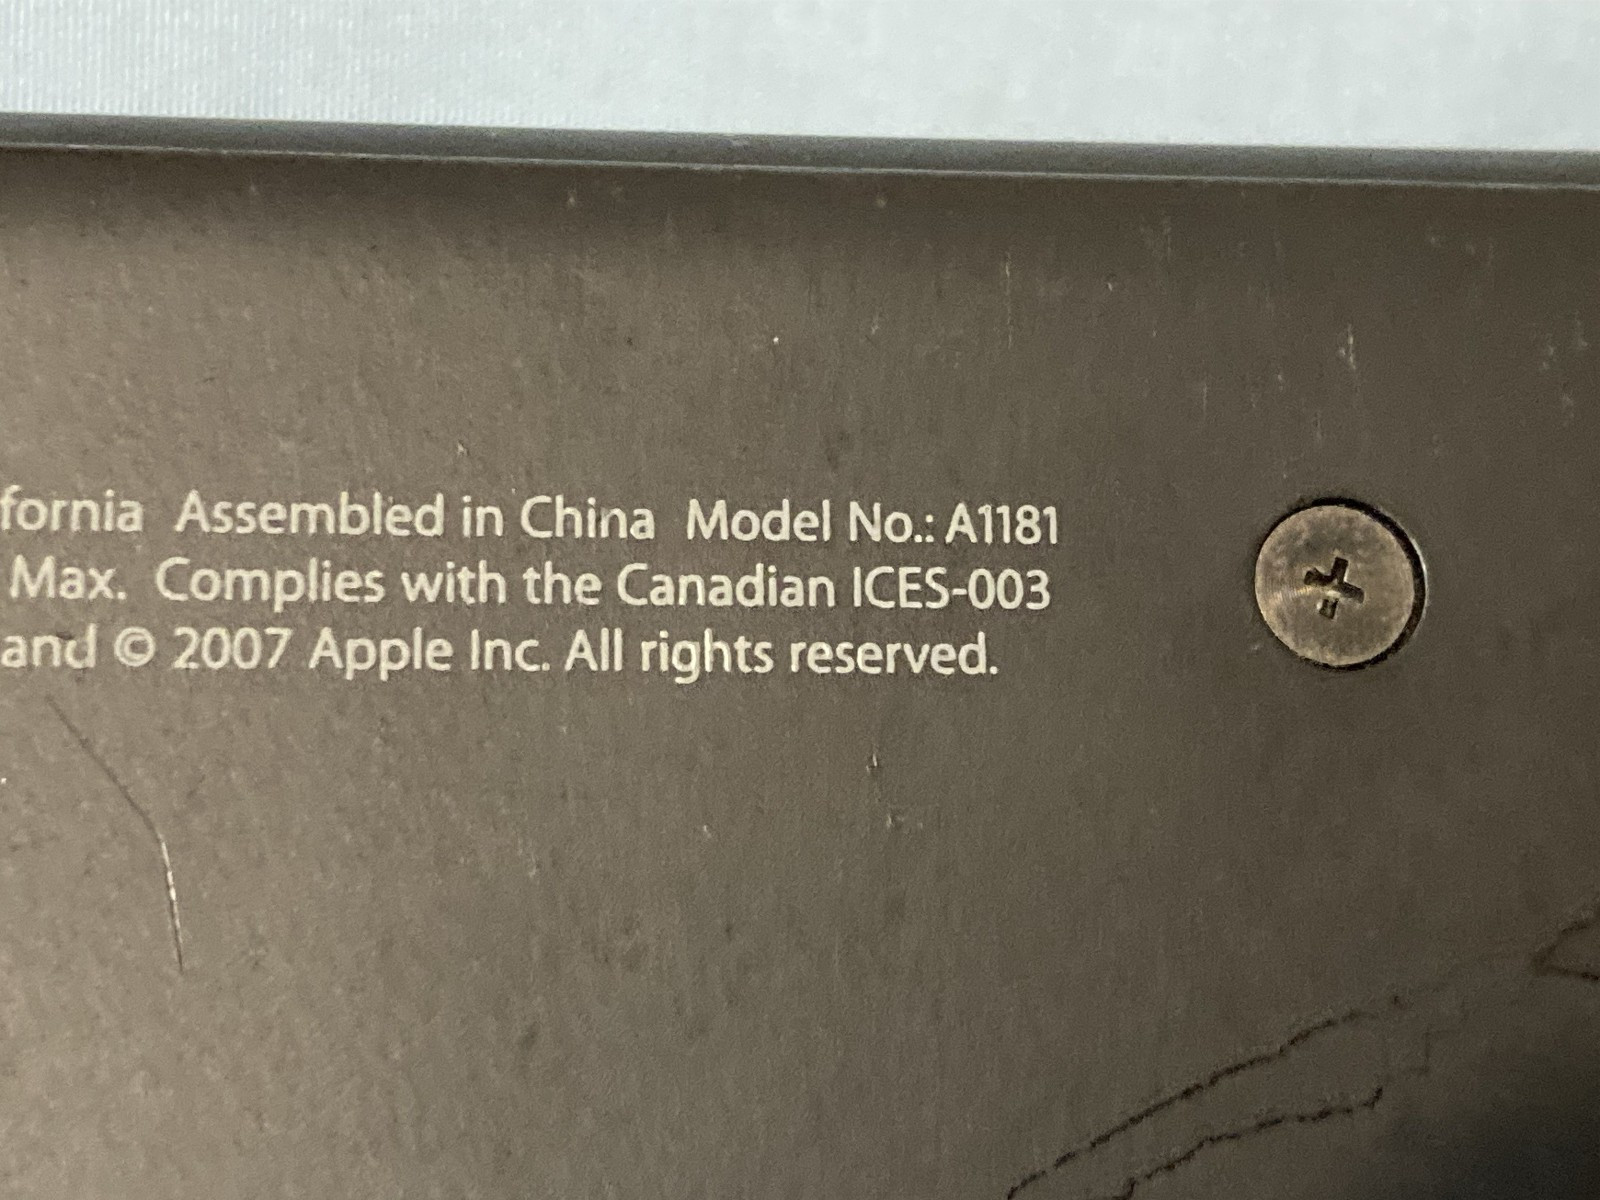 fornia Assembled in China Model No.: A1181
Max. Complies with the Canadian ICES-003
and © 2007 Apple Inc. All rights reserved.